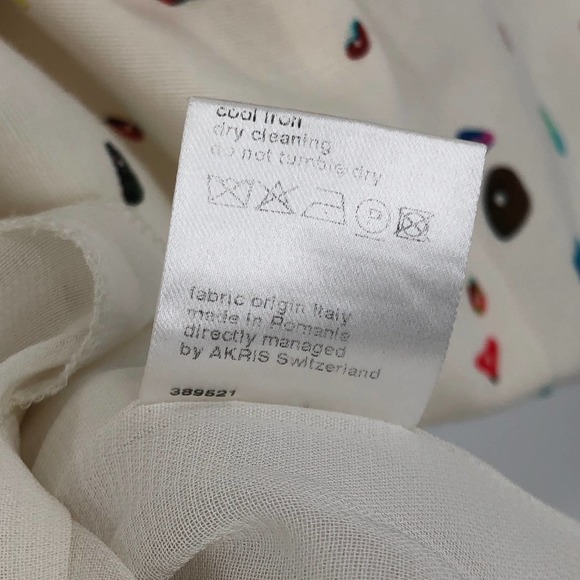 cool iron
dry cleaning
do not tumble dry
P
fabric origin Italy
made in Romania
directly managed
by AKRIS Switzerland
389521